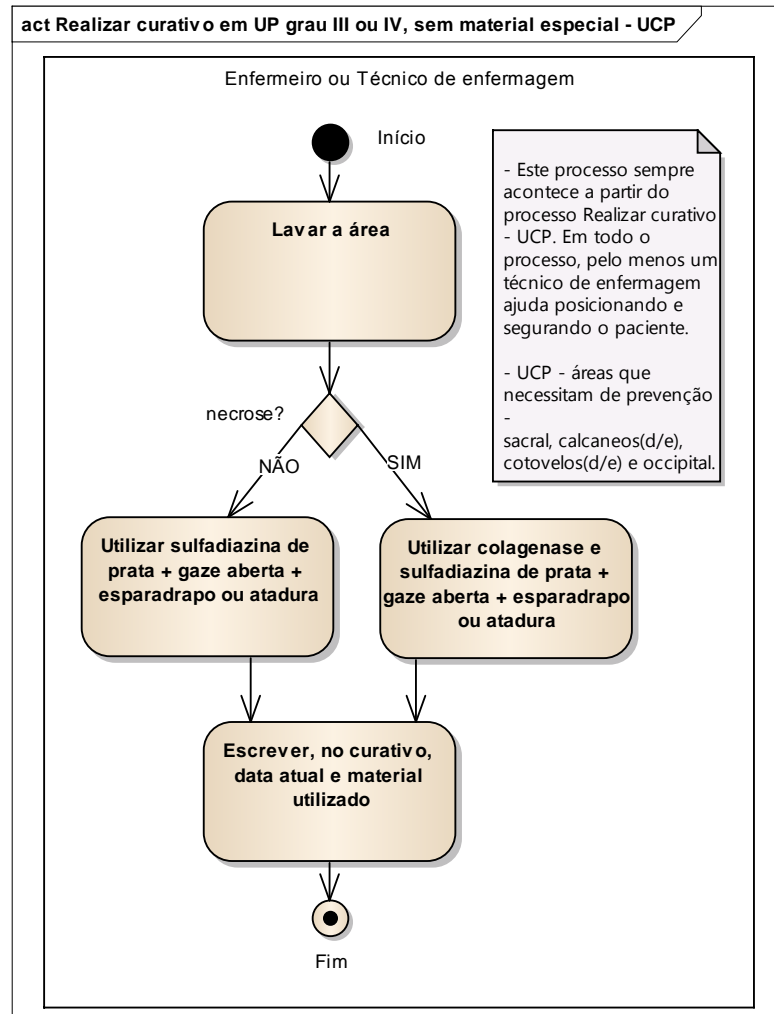 act Realizar curativo em UP grau III ou IV, sem material especial - UCP
Enfermeiro ou Técnico de enfermagem
Início
- Este processo sempre
acontece a partir do
processo Realizar curativo
- UCP. Em todo o
processo, pelo menos um
técnico de enfermagem
ajuda posicionando e
segurando o paciente.
- UCP - áreas que
necessitam de prevenção
-
sacral, calcaneos(d/e),
cotovelos(d/e) e occipital.
Lavar a área
necrose?
NÃO
SIM
Utilizar sulfadiazina de
prata + gaze aberta +
esparadrapo ou atadura
Utilizar colagenase e
sulfadiazina de prata +
gaze aberta + esparadrapo
ou atadura
Escrever, no curativo,
data atual e material
utilizado
Fim